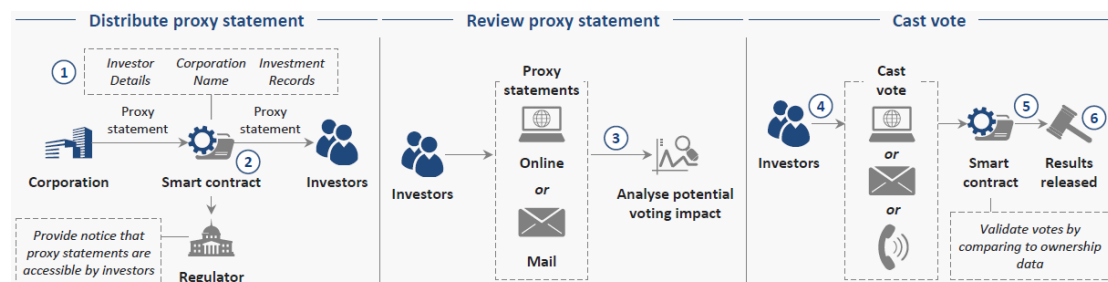 Distribute proxy statement
1
Investor
Details
Corporation
Name
Investment
Records
Proxy
statement
Proxy
statement
2
Corporation
Smart contract
Investors
Provide notice that
proxy statements are
accessible by investors
Regulator
Review proxy statement
Proxy
statements
Investors
Online
or
Mail
3
Analyse potential
voting impact
Cast vote
Investors
4
Cast
vote
or
or
5
Smart
contract
6
Results
released
Validate votes by
comparing to ownership
data